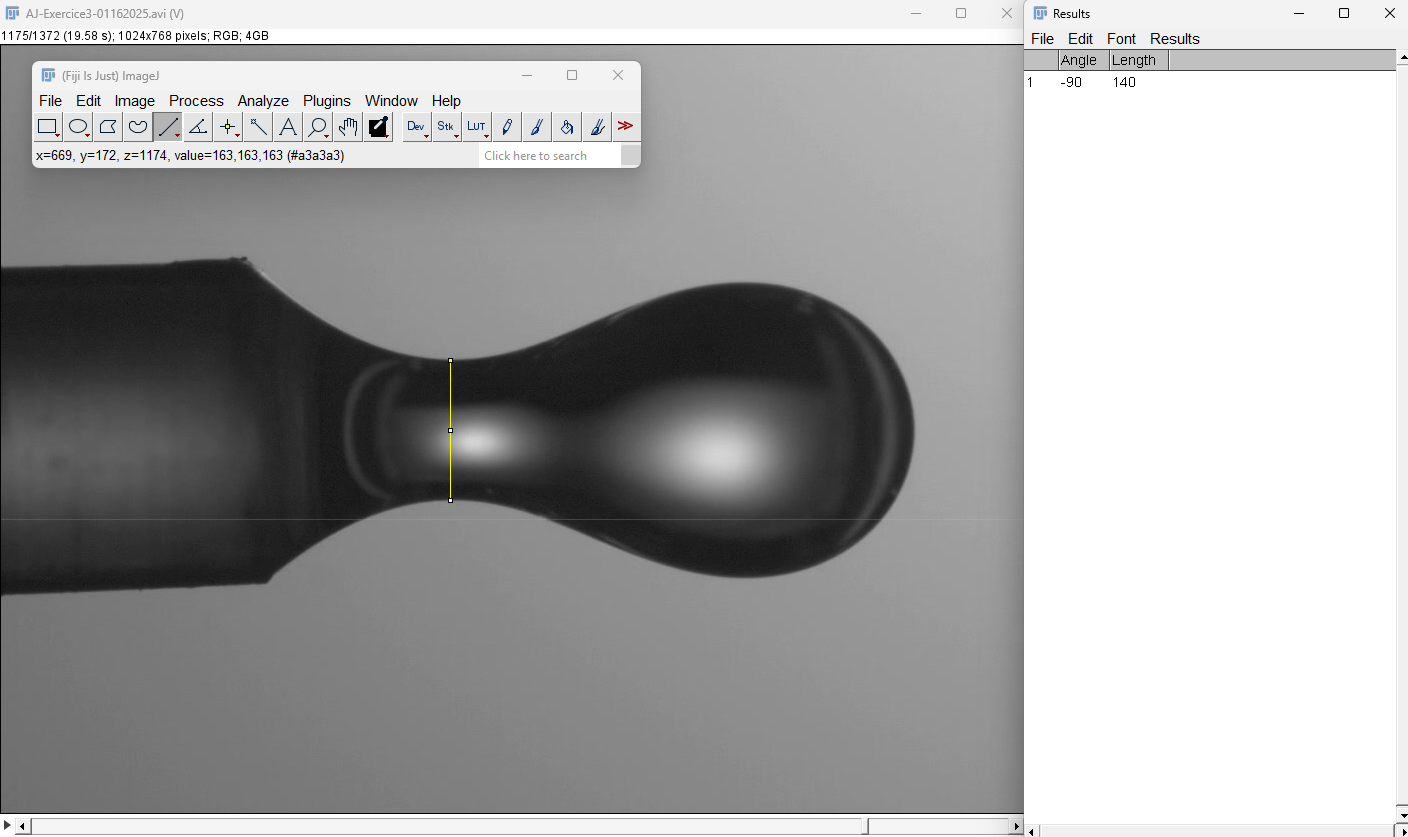 AJ-Exercice3-01162025.avi (V)
1175/1372 (19.58 s); 1024x768 pixels; RGB; 4GB
(Fiji Is Just) ImageJ
File Edit Image Process Analyze Plugins Window Help
Dev Stk LUT >>
x=669, y=172, z=1174, value=163,163,163 (#a3a3a3) Click here to search
Results
File Edit Font Results
Angle Length
1 -90 140